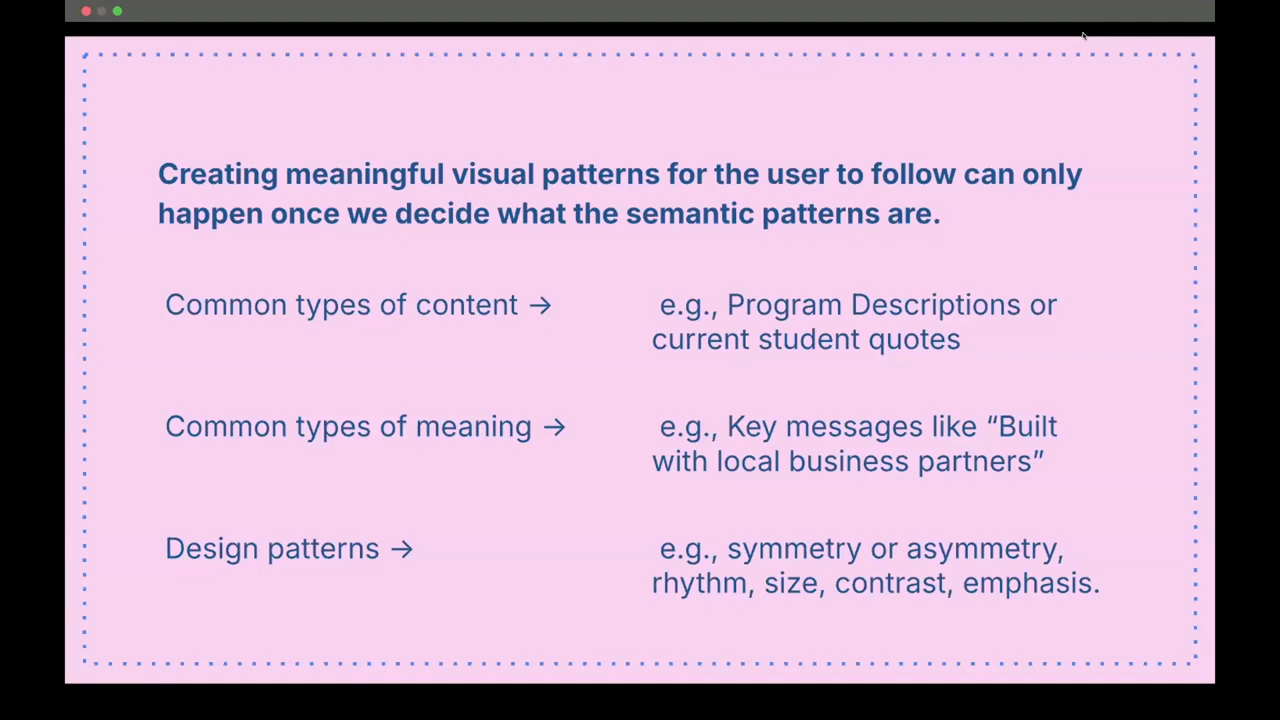 Creating meaningful visual patterns for the user to follow can only
happen once we decide what the semantic patterns are.
Common types of content →
e.g., Program Descriptions or
current student quotes
Common types of meaning →
e.g., Key messages like “Built
with local business partners”
Design patterns →
e.g., symmetry or asymmetry,
rhythm, size, contrast, emphasis.